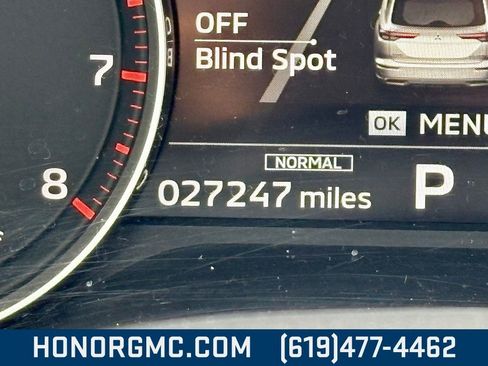 OFF
Blind Spot
7
OK MENU
NORMAL
8
027247 miles P
HONORGMC.COM (619)477-4462